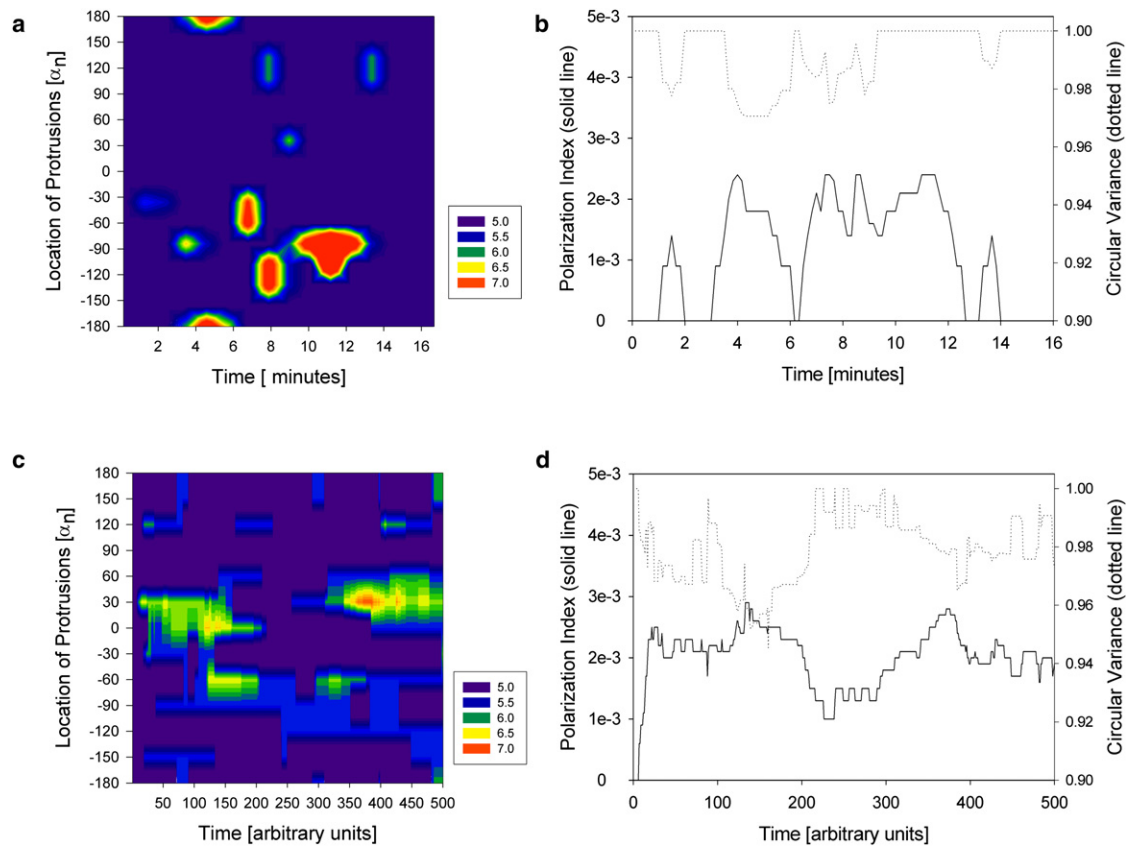 a
Location of Protrusions [αn]
180
150
120
90
60
30
0
-30
-60
-90
-120
-150
-180
2 4 6 8 10 12 14 16
Time [ minutes]
5.0
5.5
6.0
6.5
7.0
b
Polarization Index (solid line)
5e-3
4e-3
3e-3
2e-3
1e-3
0
0 2 4 6 8 10 12 14 16
Time [minutes]
1.00
0.98
0.96
0.94
0.92
0.90
Circular Variance (dotted line)
c
Location of Protrusions [αn]
180
150
120
90
60
30
0
-30
-60
-90
-120
-150
-180
50 100 150 200 250 300 350 400 450 500
Time [arbitrary units]
5.0
5.5
6.0
6.5
7.0
d
Polarization Index (solid line)
5e-3
4e-3
3e-3
2e-3
1e-3
0
0 100 200 300 400 500
Time [arbitrary units]
1.00
0.98
0.96
0.94
0.92
0.90
Circular Variance (dotted line)